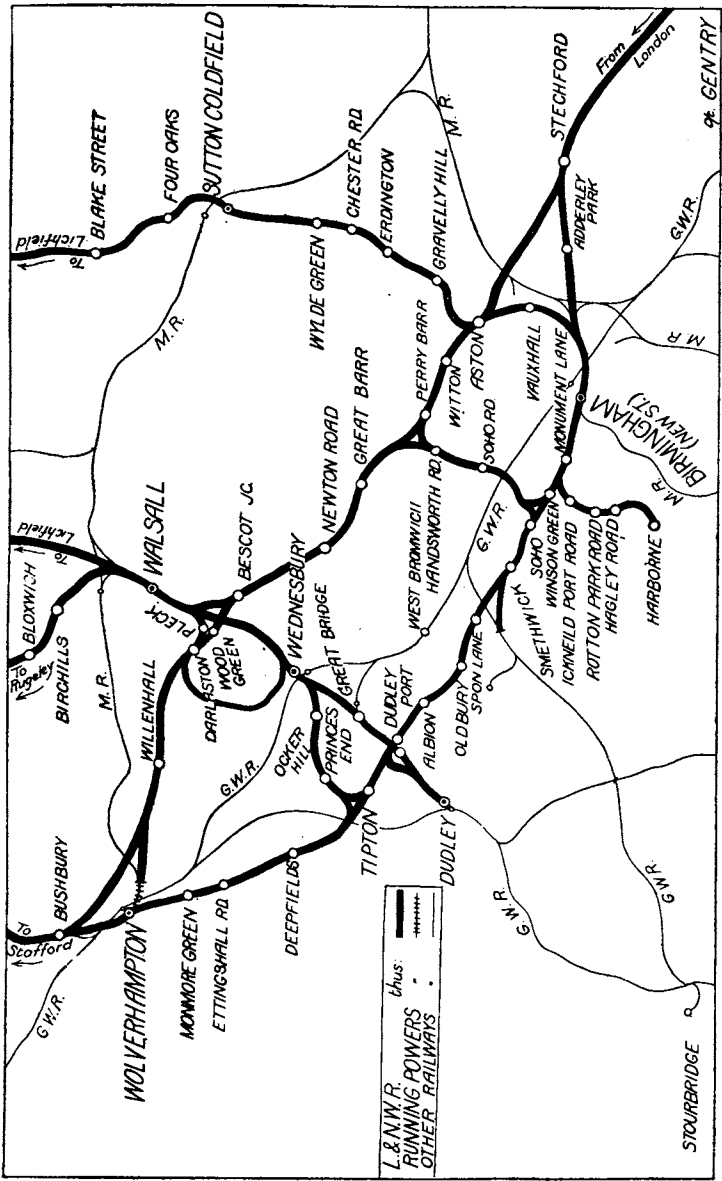 To
Lichfield
BLAKE STREET
FOUR OAKS
SUTTON COLDFIELD
WYLDE GREEN
CHESTER RD.
ERDINGTON
GRAVELLY HILL
M.R.
STECHFORD
From
London
ADDERLEY
PARK
G.W.R.
M.R.
GENTRY
M.R.
PERRY BARR
WITTON
ASTON
VAUXHALL
MONUMENT LANE
BIRMINGHAM
(NEW ST.)
M.R.
GREAT BARR
NEWTON ROAD
HANDSWORTH RD.
SOHO RD.
WEST BROMWICH
G.W.R.
SOHO
WINSON GREEN
ICKNEILD PORT ROAD
ROTTON PARK ROAD
HAGLEY ROAD
HARBORNE
To
Lichfield
WALSALL
BESCOT JC.
PLECK
BLOXWICH
To
Rugeley
BIRCHILLS
M.R.
WILLENHALL
DARLASTON
WOOD
GREEN
WEDNESBURY
GREAT BRIDGE
OCKER
HILL
PRINCES
END
DUDLEY
PORT
ALBION
OLDBURY
SPON LANE
SMETHWICK
G.W.R.
TIPTON
DUDLEY
To
Scofford
BUSHBURY
G.W.R.
WOLVERHAMPTON
MONMORE GREEN
ETTINGSHALL RD.
DEEPFIELDS
G.W.R.
G.W.R.
STOURBRIDGE
L.&N.W.R. thus:
RUNNING POWERS "
OTHER RAILWAYS "